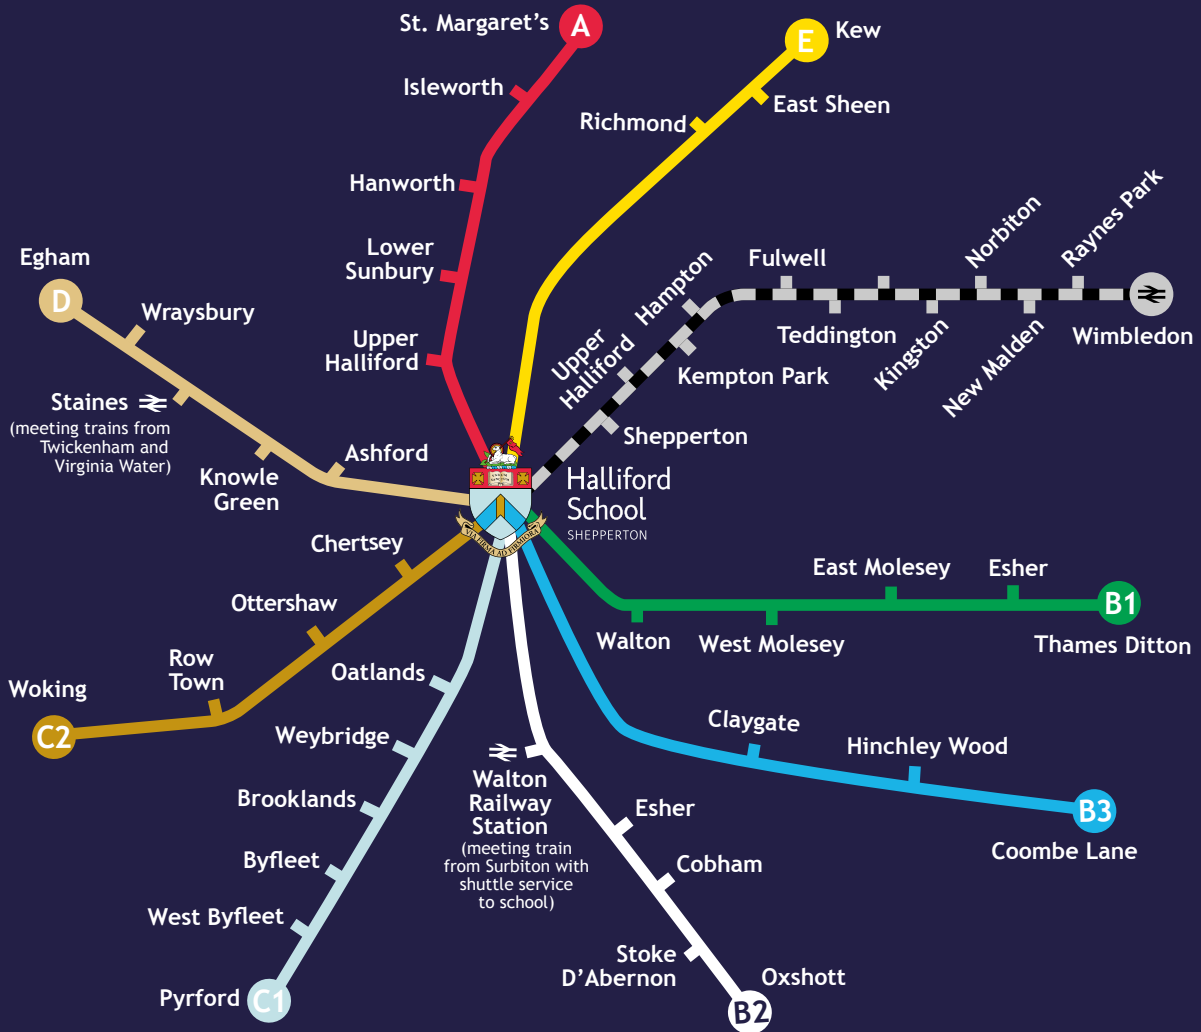 St. Margaret's
A
Isleworth
Hanworth
Lower
Sunbury
Upper
Halliford
E
Kew
East Sheen
Richmond
Egham
D
Wraysbury
Staines
(meeting trains from
Twickenham and
Virginia Water)
Knowle
Green
Ashford
Fulwell
Hampton
Upper
Halliford
Kempton Park
Shepperton
Teddington
Kingston
Norbiton
New Malden
Raynes Park
Wimbledon
Halliford
School
SHEPPERTON
VIA FIRMA AD FIRMIORA
Chertsey
Ottershaw
Row
Town
Woking
C2
Oatlands
Weybridge
Brooklands
Byfleet
West Byfleet
Pyrford
C1
Walton
Railway
Station
(meeting train
from Surbiton with
shuttle service
to school)
Esher
Cobham
Stoke
D'Abernon
Oxshott
B2
Walton
West Molesey
East Molesey
Esher
B1
Thames Ditton
Claygate
Hinchley Wood
B3
Coombe Lane